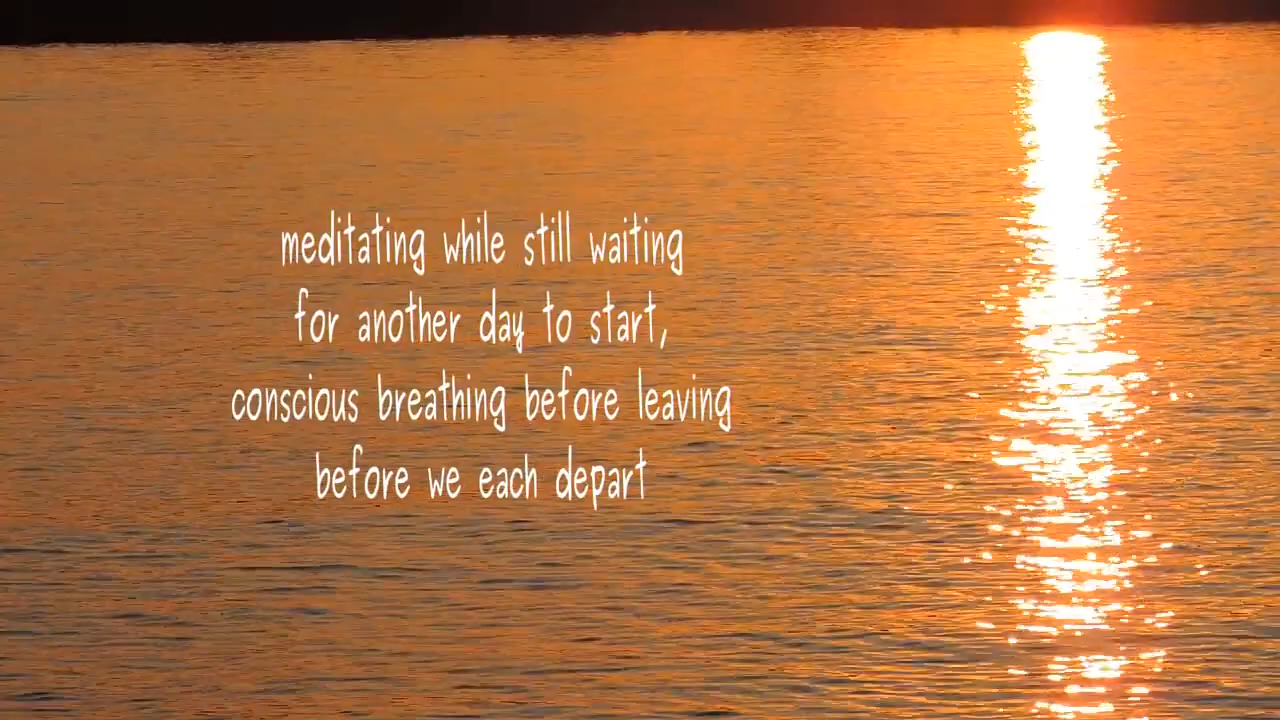 meditating while still waiting
for another day to start,
conscious breathing before leaving
before we each depart